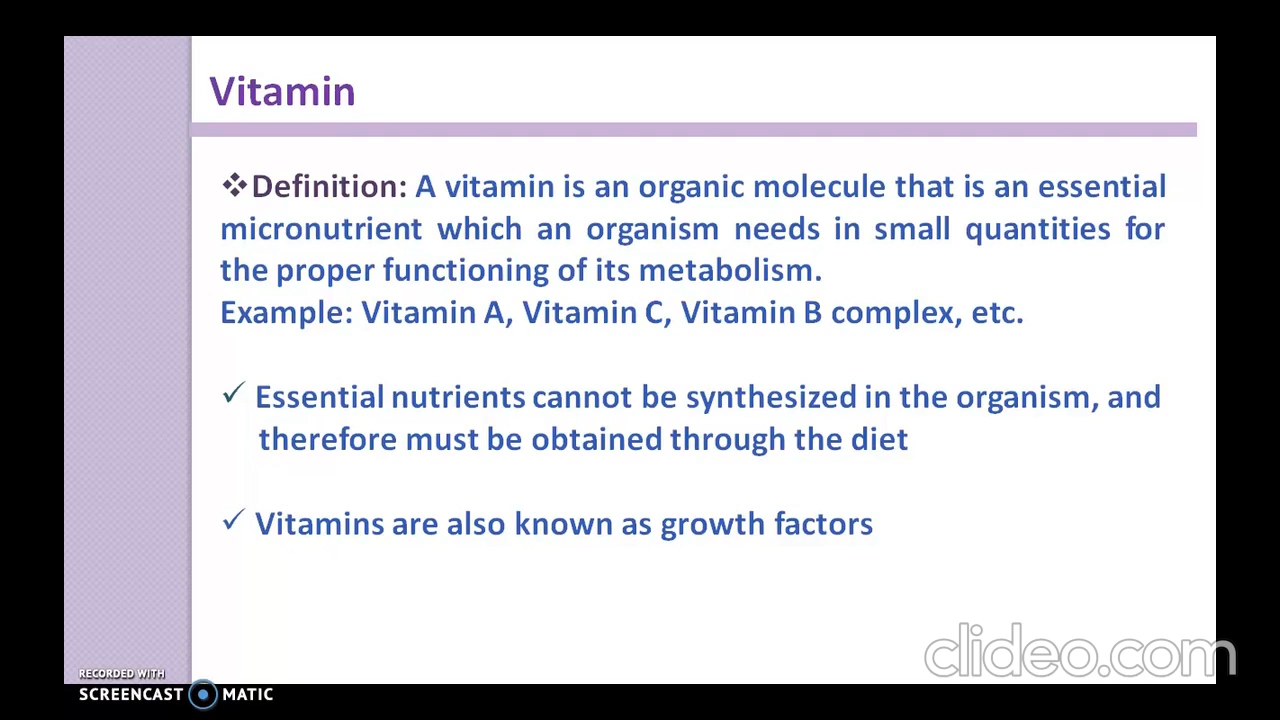 Vitamin
❖Definition: A vitamin is an organic molecule that is an essential
micronutrient which an organism needs in small quantities for
the proper functioning of its metabolism.
Example: Vitamin A, Vitamin C, Vitamin B complex, etc.
✓ Essential nutrients cannot be synthesized in the organism, and
therefore must be obtained through the diet
✓ Vitamins are also known as growth factors
clideo.com
RECORDED WITH
SCREENCAST MATIC